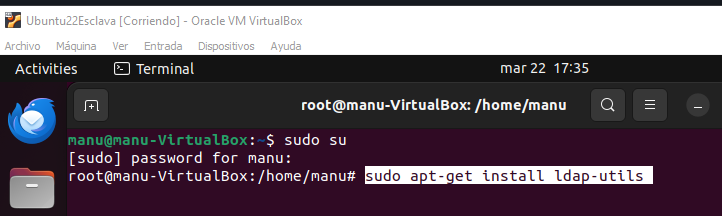 Ubuntu22Esclava [Corriendo] - Oracle VM VirtualBox
Archivo Máquina Ver Entrada Dispositivos Ayuda
Activities Terminal mar 22 17:35
root@manu-VirtualBox: /home/manu
manu@manu-VirtualBox:~$ sudo su
[sudo] password for manu:
root@manu-VirtualBox:/home/manu# sudo apt-get install ldap-utils